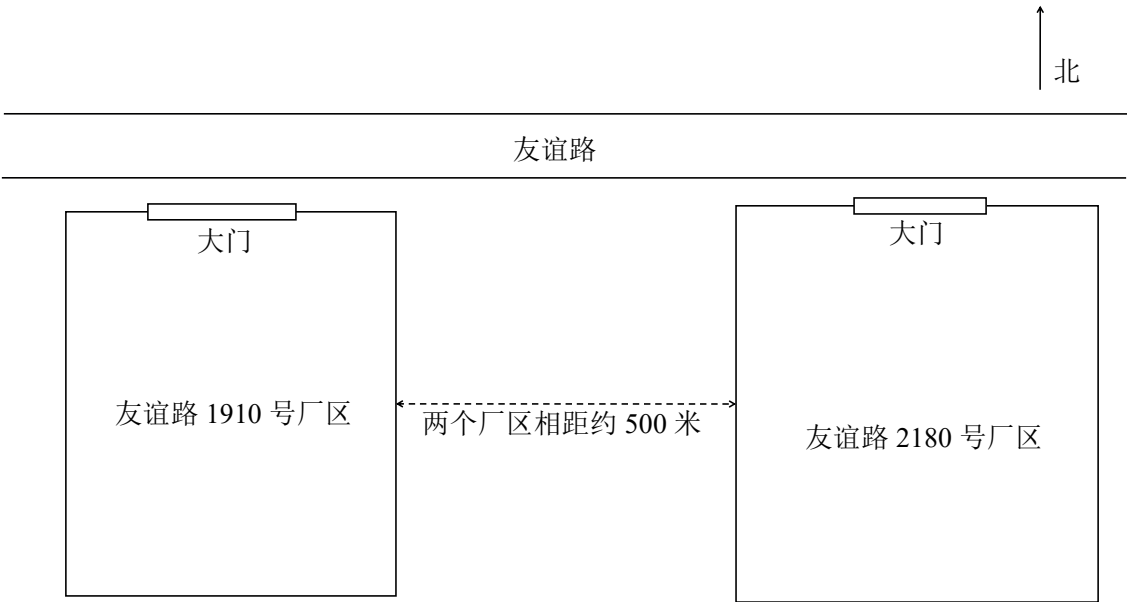 北
友谊路
大门
大门
友谊路 1910 号厂区
两个厂区相距约 500 米
友谊路 2180 号厂区